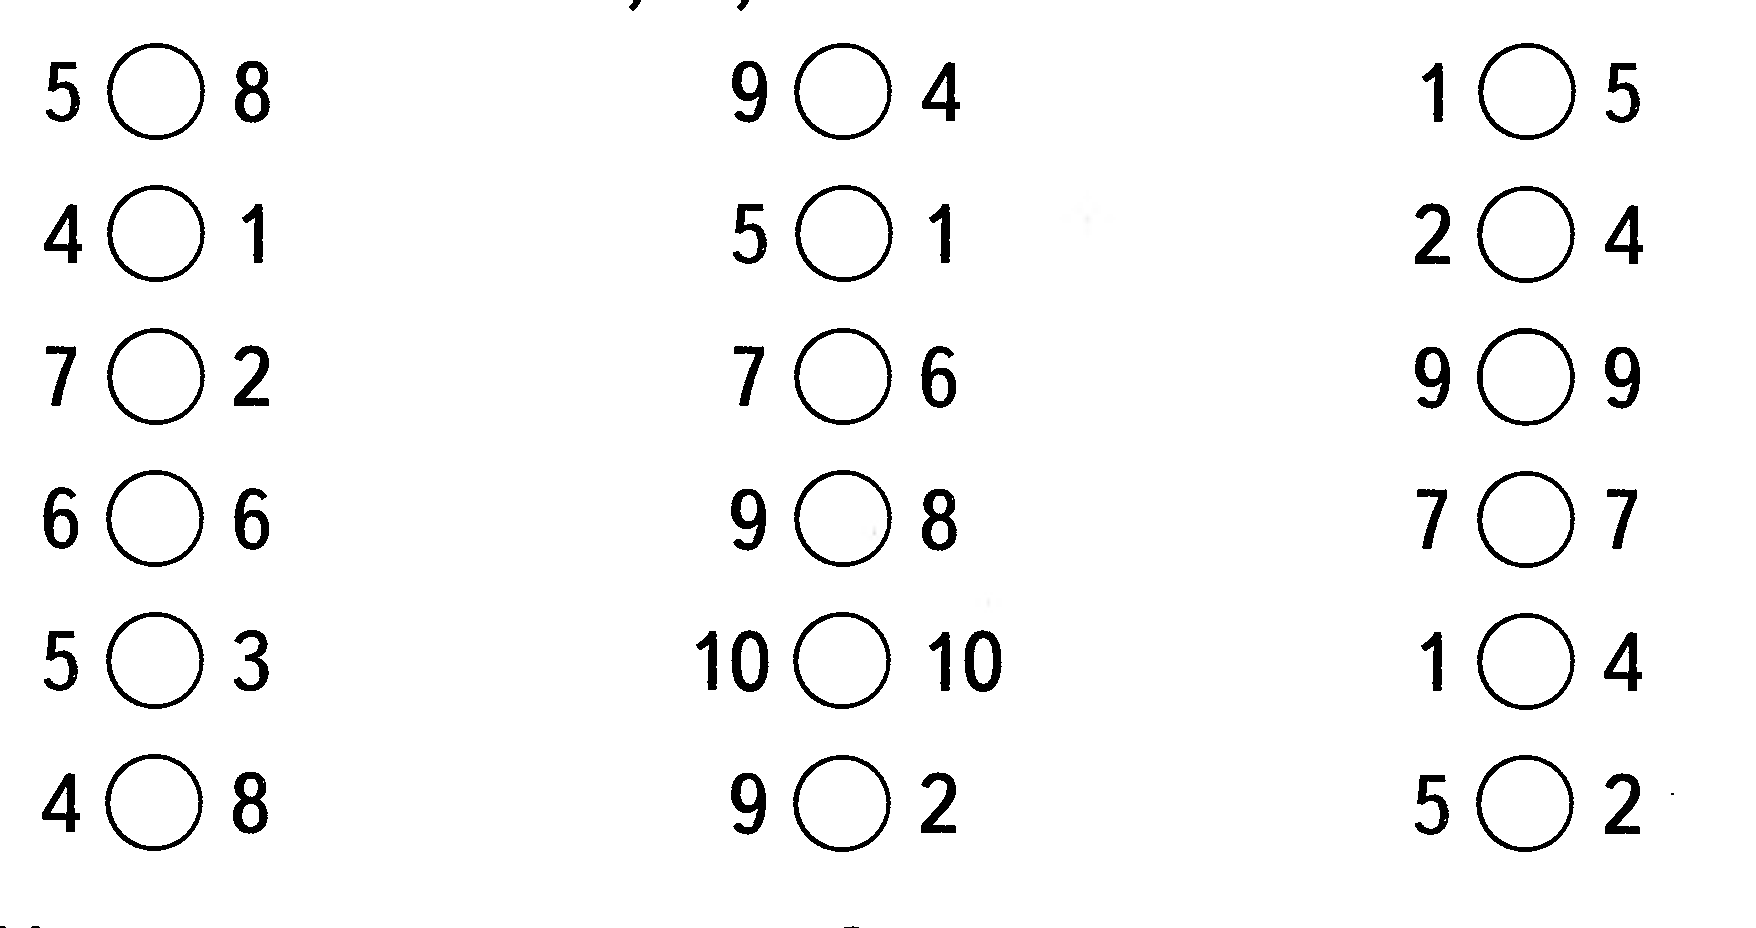 5 ◯ 8 9 ◯ 4 1 ◯ 5
4 ◯ 1 5 ◯ 1 2 ◯ 4
7 ◯ 2 7 ◯ 6 9 ◯ 9
6 ◯ 6 9 ◯ 8 7 ◯ 7
5 ◯ 3 10 ◯ 10 1 ◯ 4
4 ◯ 8 9 ◯ 2 5 ◯ 2